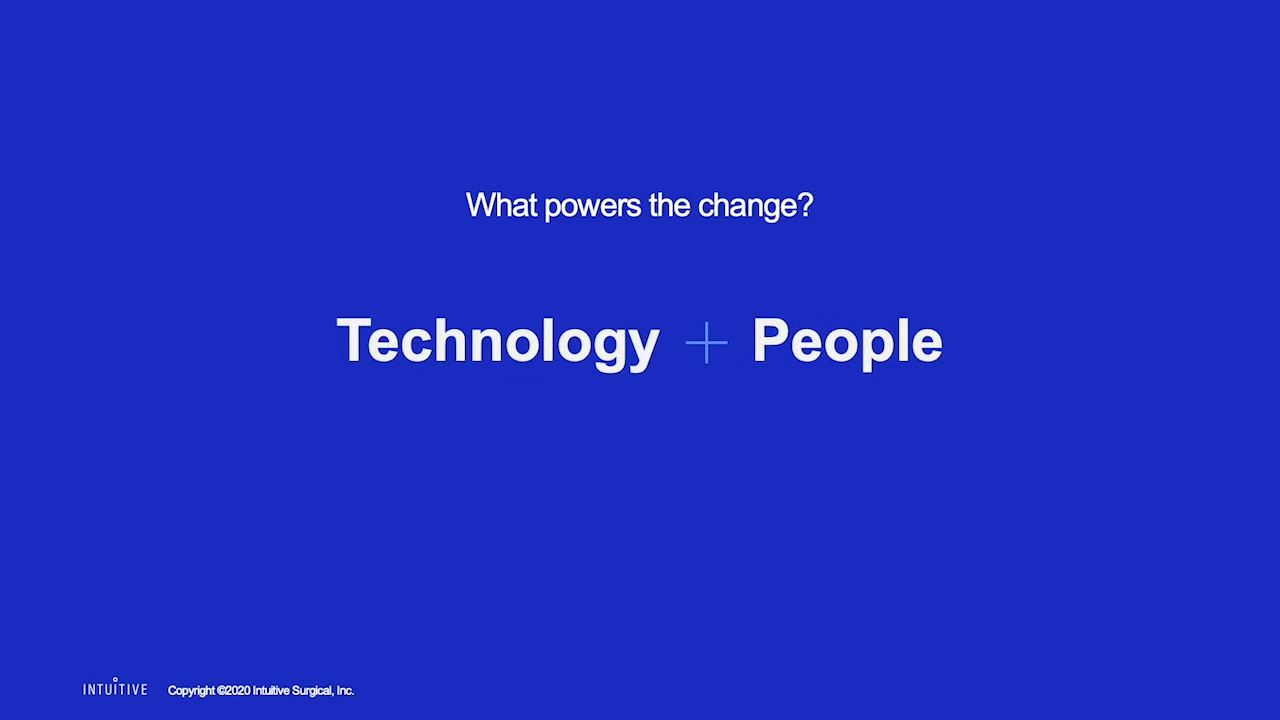 What powers the change?
Technology + People
INTUITIVE Copyright ©2020 Intuitive Surgical, Inc.